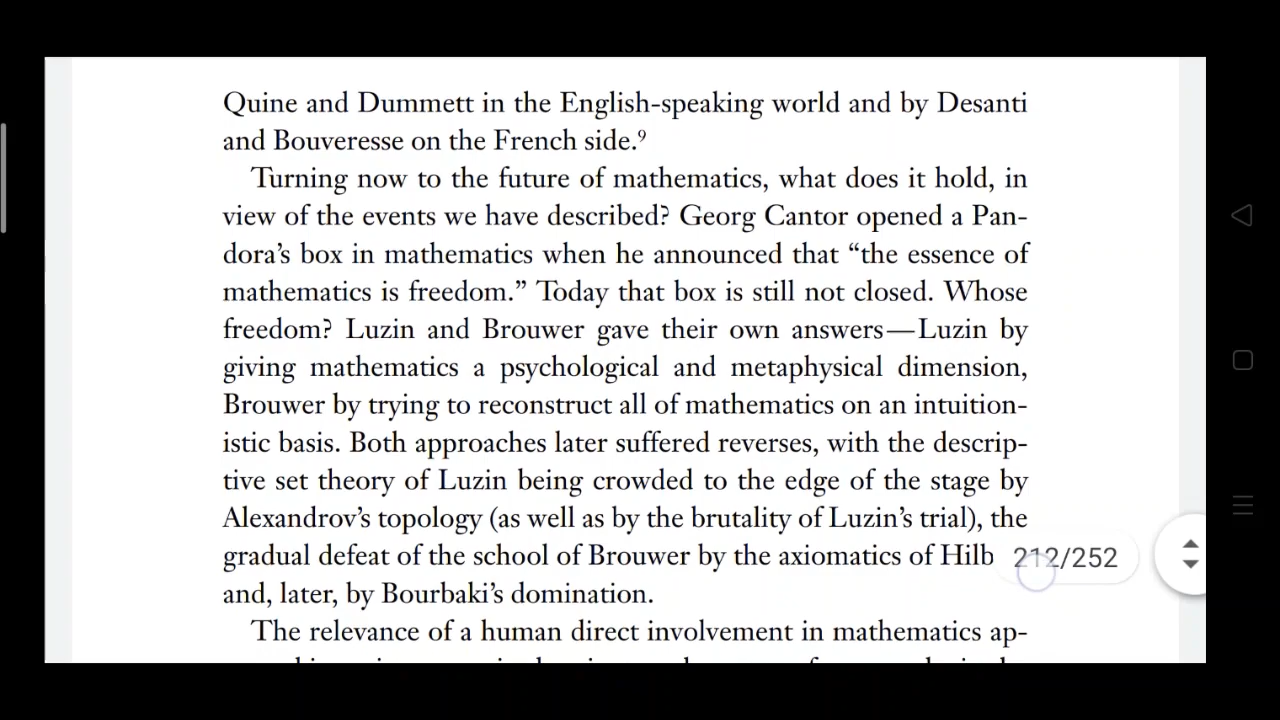 Quine and Dummett in the English-speaking world and by Desanti
and Bouveresse on the French side.⁹
Turning now to the future of mathematics, what does it hold, in
view of the events we have described? Georg Cantor opened a Pan-
dora’s box in mathematics when he announced that “the essence of
mathematics is freedom.” Today that box is still not closed. Whose
freedom? Luzin and Brouwer gave their own answers—Luzin by
giving mathematics a psychological and metaphysical dimension,
Brouwer by trying to reconstruct all of mathematics on an intuition-
istic basis. Both approaches later suffered reverses, with the descrip-
tive set theory of Luzin being crowded to the edge of the stage by
Alexandrov’s topology (as well as by the brutality of Luzin’s trial), the
gradual defeat of the school of Brouwer by the axiomatics of Hilb
212/252
and, later, by Bourbaki’s domination.
The relevance of a human direct involvement in mathematics ap-